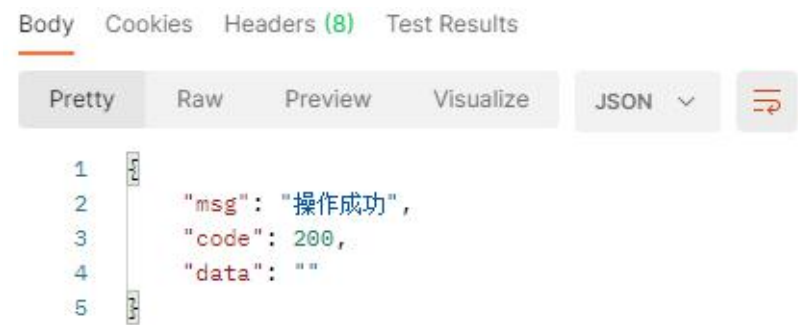 Body Cookies Headers (8) Test Results
Pretty Raw Preview Visualize JSON
1 {
2 "msg": "操作成功",
3 "code": 200,
4 "data": ""
5 }